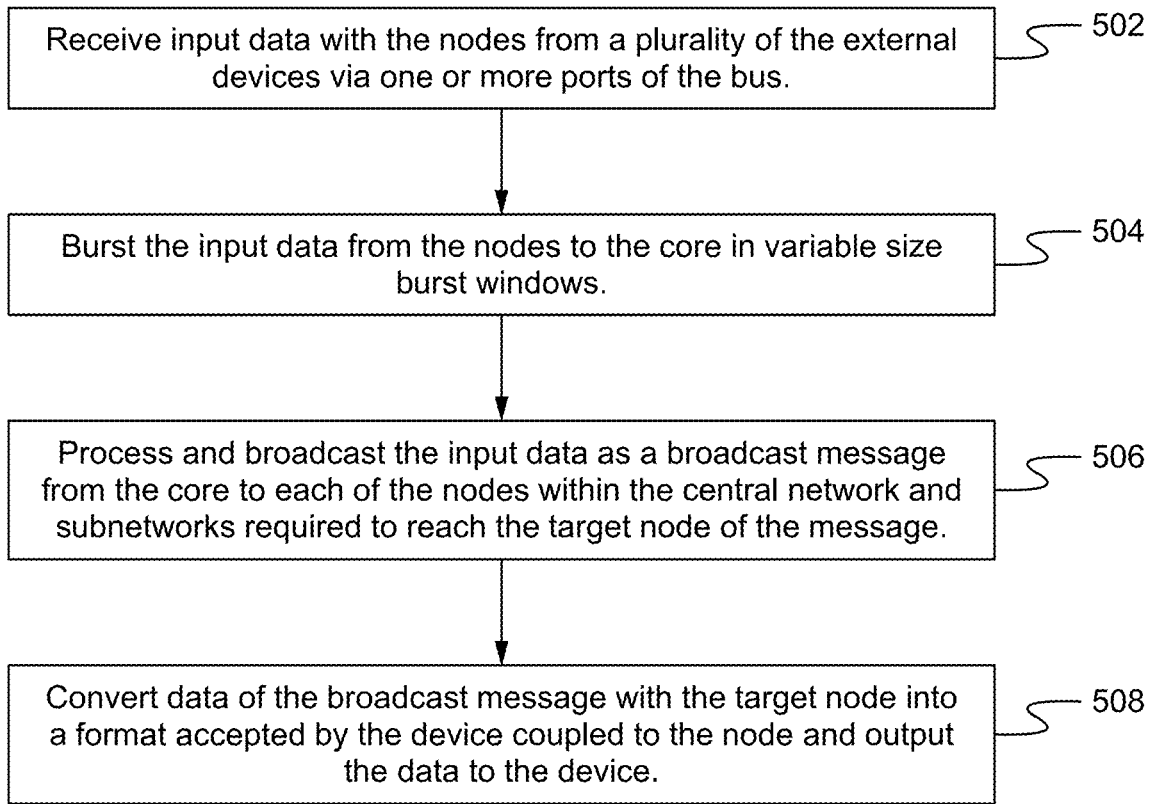 Receive input data with the nodes from a plurality of the external
devices via one or more ports of the bus.
502
Burst the input data from the nodes to the core in variable size
burst windows.
504
Process and broadcast the input data as a broadcast message
from the core to each of the nodes within the central network and
subnetworks required to reach the target node of the message.
506
Convert data of the broadcast message with the target node into
a format accepted by the device coupled to the node and output
the data to the device.
508